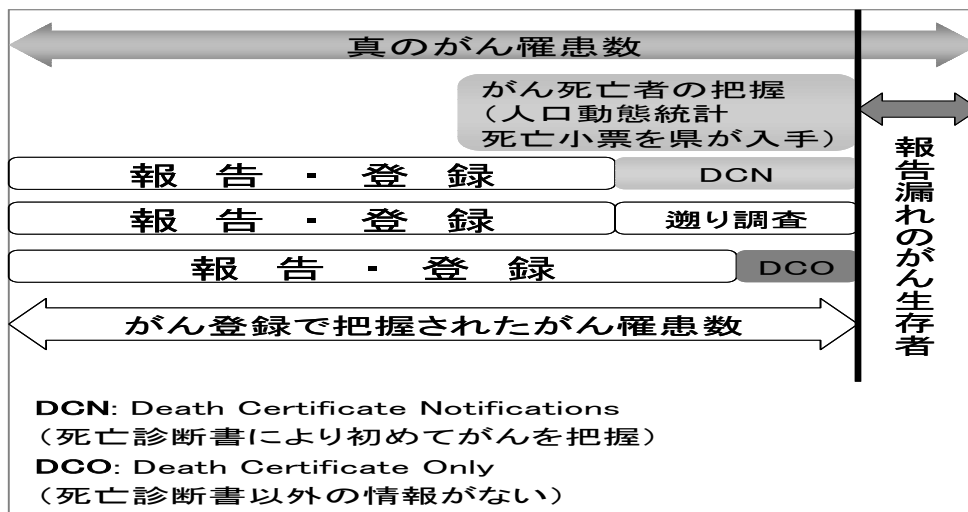 真のがん罹患数
がん死亡者の把握
（人口動態統計
死亡小票を県が入手）
報告・登録 DCN
報告・登録 遡り調査
報告・登録 DCO
がん登録で把握されたがん罹患数
報告漏れのがん生存者
DCN: Death Certificate Notifications
（死亡診断書により初めてがんを把握）
DCO: Death Certificate Only
（死亡診断書以外の情報がない）